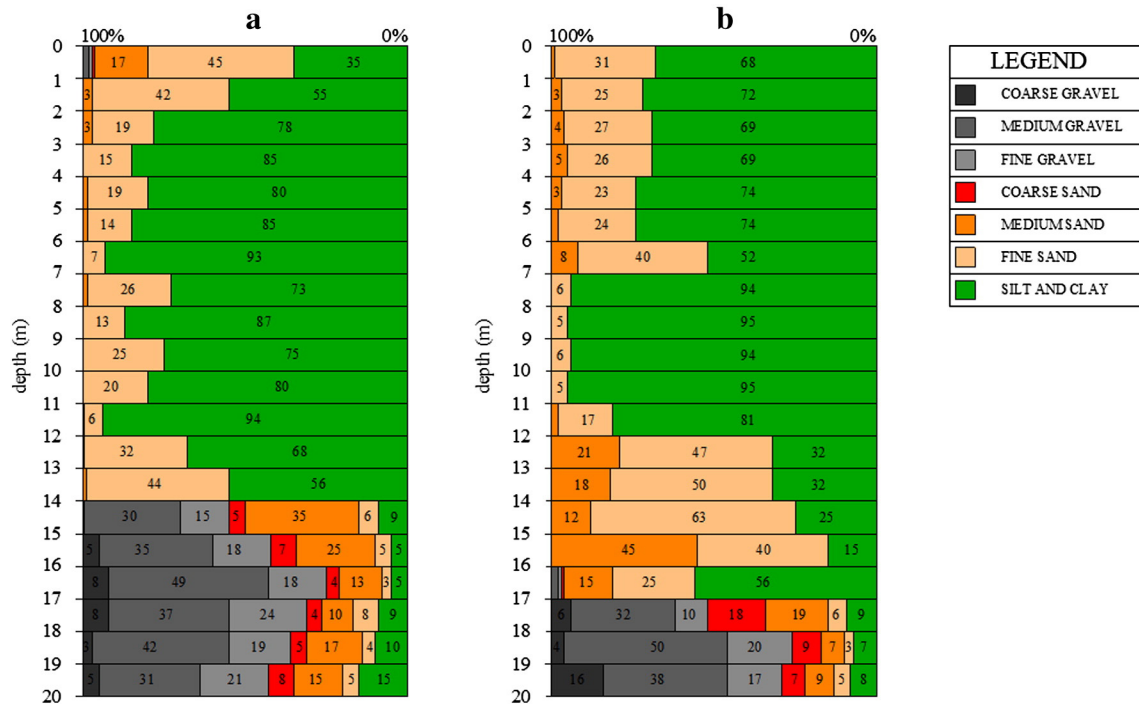 a
b
100%
0%
100%
0%
LEGEND
COARSE GRAVEL
MEDIUM GRAVEL
FINE GRAVEL
COARSE SAND
MEDIUM SAND
FINE SAND
SILT AND CLAY
depth (m)
0
17 45 35
1
3 42 55
2
3 19 78
3
15 85
4
19 80
5
14 85
6
7 93
7
26 73
8
13 87
9
25 75
10
20 80
11
6 94
12
32 68
13
44 56
14
30 15 5 35 6 9
15
5 35 18 7 25 5 5
16
8 49 18 4 13 3 5
17
8 37 24 4 10 8 9
18
3 42 19 5 17 4 10
19
5 31 21 8 15 5 15
20
depth (m)
0
31 68
1
3 25 72
2
4 27 69
3
5 26 69
4
3 23 74
5
24 74
6
8 40 52
7
6 94
8
5 95
9
6 94
10
5 95
11
17 81
12
21 47 32
13
18 50 32
14
12 63 25
15
45 40 15
16
15 25 56
17
6 32 10 18 19 6 9
18
4 50 20 9 7 3 7
19
16 38 17 7 9 5 8
20